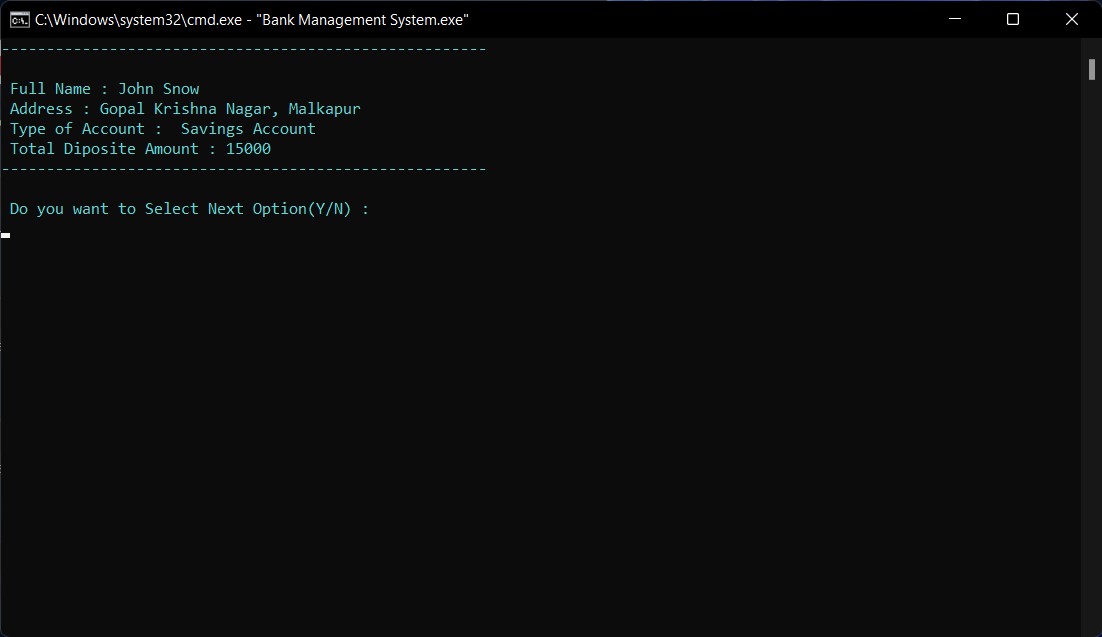 C:\Windows\system32\cmd.exe - "Bank Management System.exe"
------------------------------------------------------
Full Name : John Snow
Address : Gopal Krishna Nagar, Malkapur
Type of Account :  Savings Account
Total Diposite Amount : 15000
------------------------------------------------------
Do you want to Select Next Option(Y/N) :